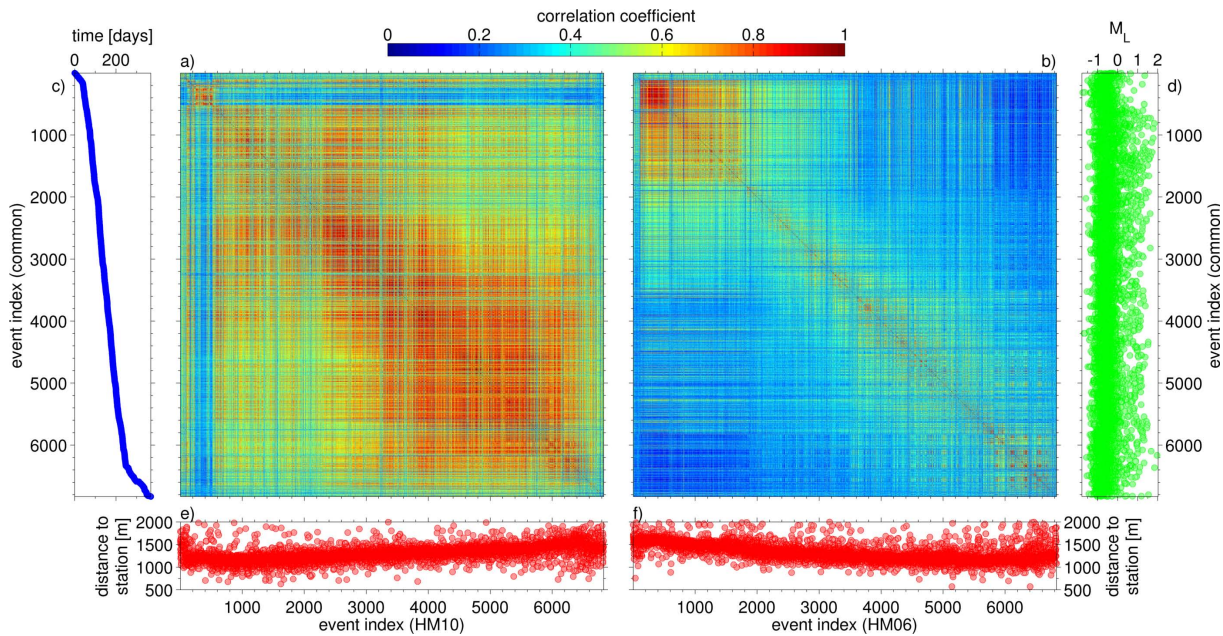 correlation coefficient
0 0.2 0.4 0.6 0.8 1
time [days]
0 200
a)
b)
c)
M_L
-1 0 1 2
d)
event index (common)
1000
2000
3000
4000
5000
6000
1000
2000
3000
4000
5000
6000
event index (common)
e)
distance to
station [m]
2000
1500
1000
500
1000 2000 3000 4000 5000 6000
event index (HM10)
f)
2000
1500
1000
500
distance to
station [m]
1000 2000 3000 4000 5000 6000
event index (HM06)